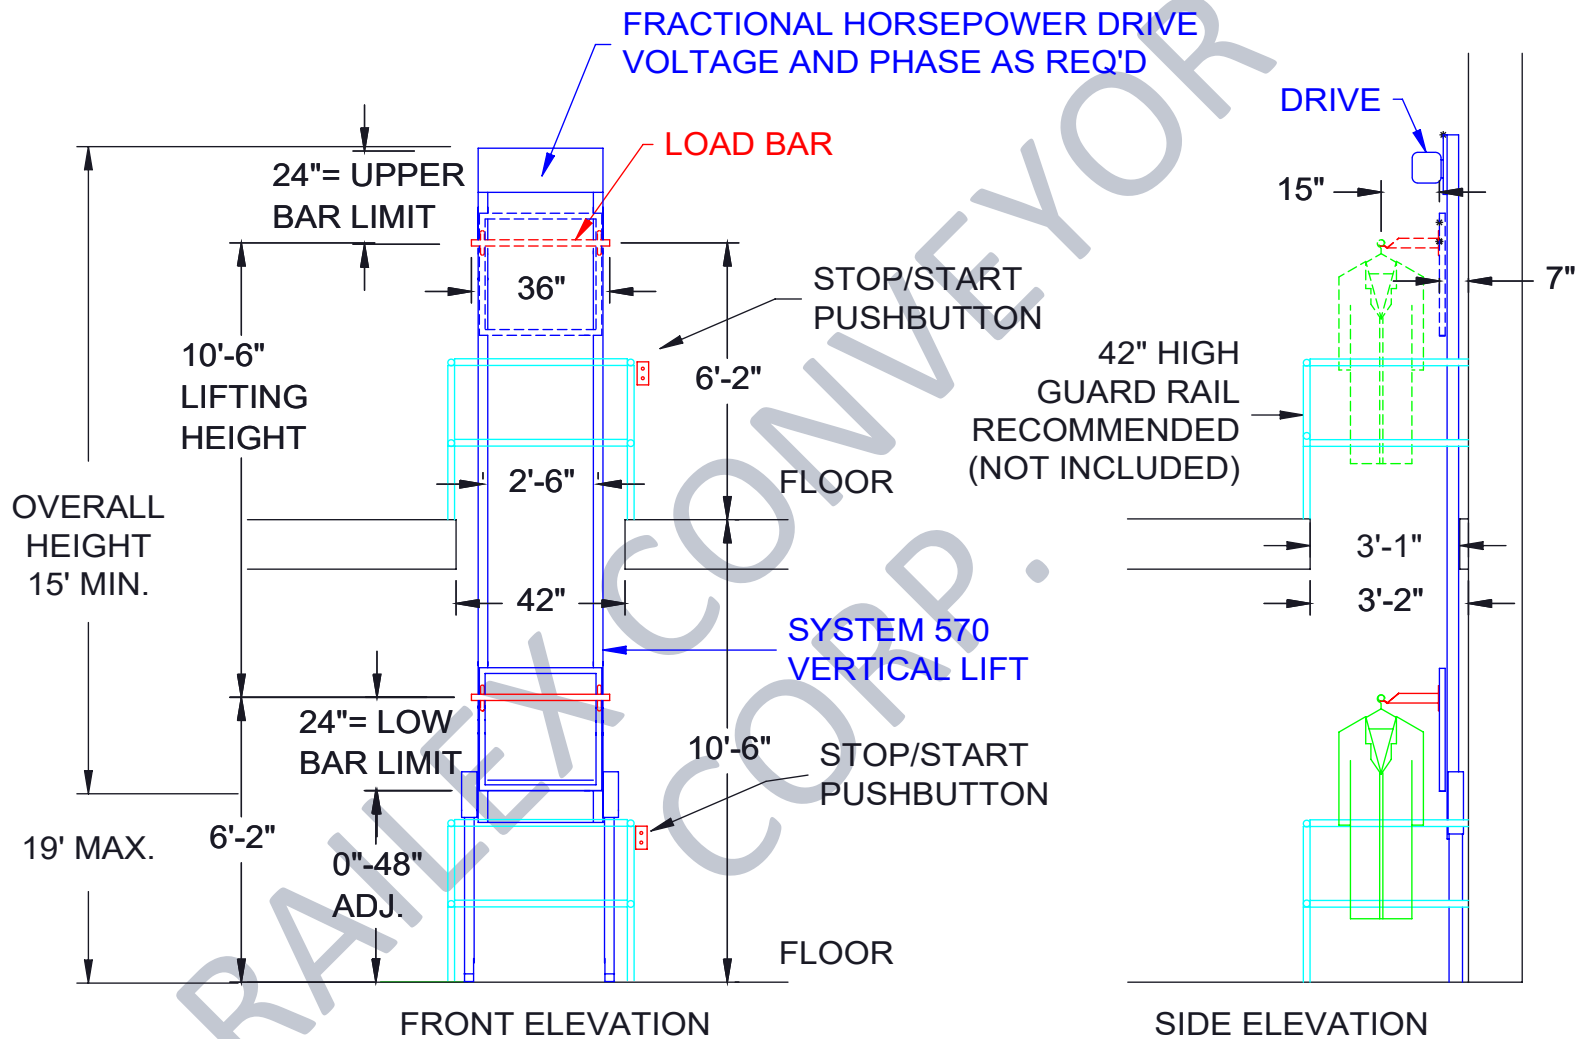 FRACTIONAL HORSEPOWER DRIVE
VOLTAGE AND PHASE AS REQ'D
LOAD BAR
24"= UPPER
BAR LIMIT
36"
STOP/START
PUSHBUTTON
10'-6"
LIFTING
HEIGHT
6'-2"
2'-6"
FLOOR
OVERALL
HEIGHT
15' MIN.
42"
SYSTEM 570
VERTICAL LIFT
24"= LOW
BAR LIMIT
10'-6"
STOP/START
PUSHBUTTON
19' MAX.
6'-2"
0"-48"
ADJ.
FLOOR
FRONT ELEVATION
DRIVE
15"
7"
42" HIGH
GUARD RAIL
RECOMMENDED
(NOT INCLUDED)
3'-1"
3'-2"
SIDE ELEVATION
RAILEX CONVEYOR
CORP.